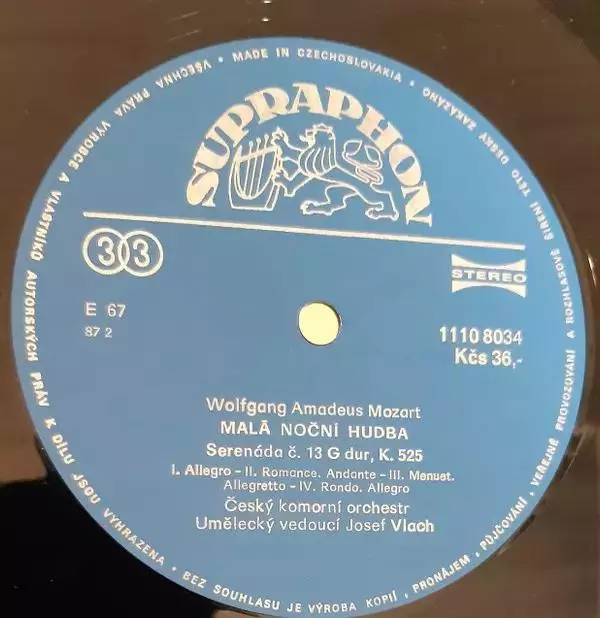 VŠECHNA PRÁVA VÝROBCE A VLASTNÍKŮ AUTORSKÝCH PRÁV K DÍLU JSOU VYHRAZENA • BEZ SOUHLASU JE VÝROBA KOPIÍ, PRONÁJEM, PŮJČOVÁNÍ, VEŘEJNÉ PROVOZOVÁNÍ A ROZHLASOVÉ ŠÍŘENÍ TÉTO DESKY ZAKÁZÁNO • MADE IN CZECHOSLOVAKIA •
SUPRAPHON
33
STEREO
E 67
87 2
1110 8034
Kčs 36,-
Wolfgang Amadeus Mozart
MALÁ NOČNÍ HUDBA
Serenáda č. 13 G dur, K. 525
I. Allegro – II. Romance. Andante – III. Menuet.
Allegretto – IV. Rondo. Allegro
Český komorní orchestr
Umělecký vedoucí Josef Vlach